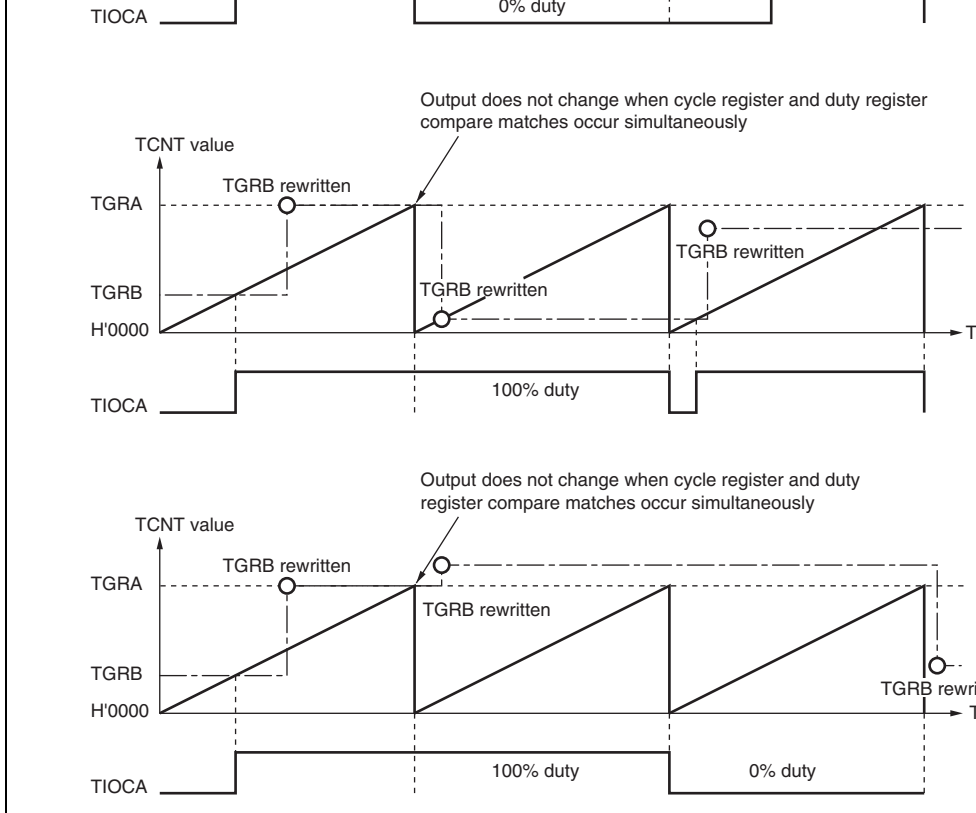 0% duty
TIOCA
Output does not change when cycle register and duty register
compare matches occur simultaneously
TCNT value
TGRB rewritten
TGRA
TGRB rewritten
TGRB
TGRB rewritten
H'0000
T
100% duty
TIOCA
Output does not change when cycle register and duty
register compare matches occur simultaneously
TCNT value
TGRB rewritten
TGRA
TGRB rewritten
TGRB
TGRB rewri
H'0000
T
100% duty
0% duty
TIOCA